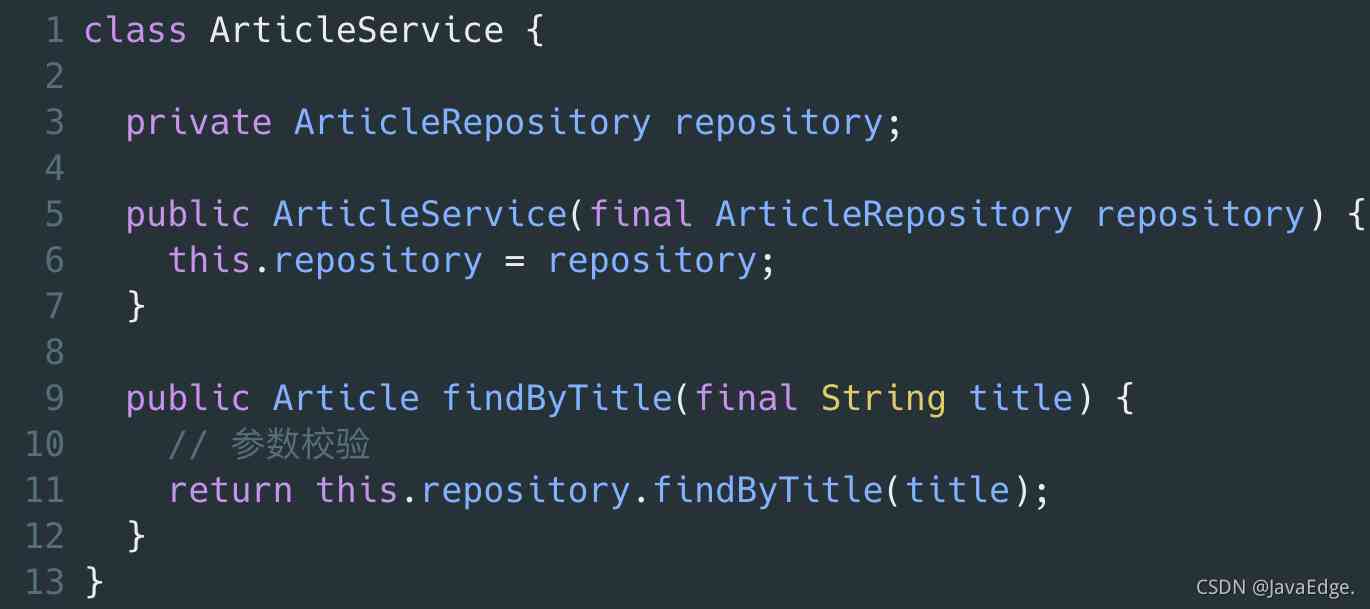 1 class ArticleService {
2
3   private ArticleRepository repository;
4
5   public ArticleService(final ArticleRepository repository) {
6     this.repository = repository;
7   }
8
9   public Article findByTitle(final String title) {
10     // 参数校验
11     return this.repository.findByTitle(title);
12   }
13 }
CSDN @JavaEdge.